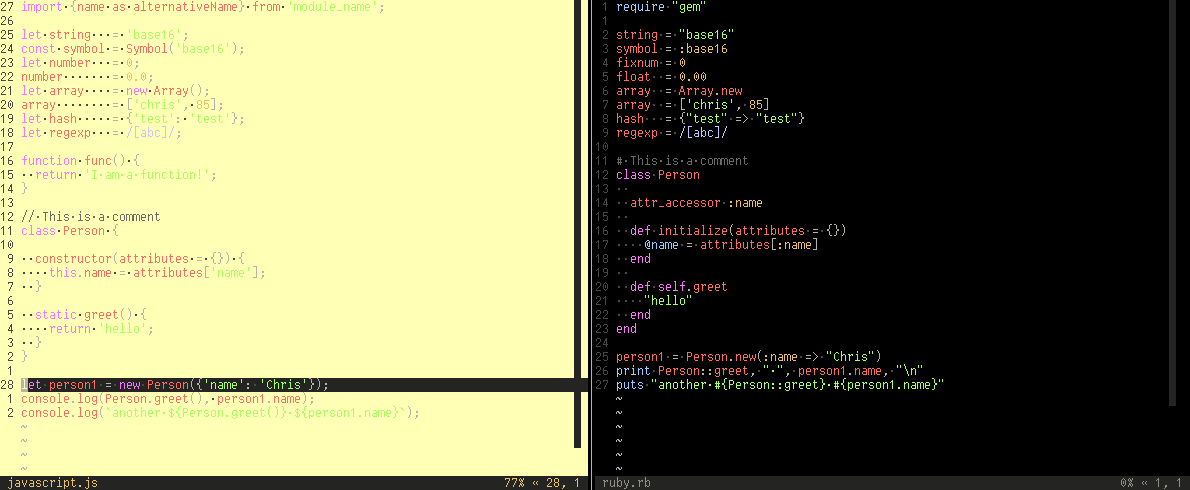 27 import {name as alternativeName} from 'module_name';
26
25 let string   = 'base16';
24 const symbol = Symbol('base16');
23 let number   = 0;
22 number       = 0.0;
21 let array    = new Array();
20 array        = ['chris', 85];
19 let hash     = {'test': 'test'};
18 let regexp   = /[abc]/;
17
16 function func() {
15   return 'I am a function!';
14 }
13
12 // This is a comment
11 class Person {
10
9   constructor(attributes = {}) {
8     this.name = attributes['name'];
7   }
6
5   static greet() {
4     return 'hello';
3   }
2 }
1
28 let person1 = new Person({'name': 'Chris'});
1 console.log(Person.greet(), person1.name);
2 console.log(`another ${Person.greet()} ${person1.name}`);
~
~
~
~
javascript.js 77% « 28, 1
1 require "gem"
1
2 string = "base16"
3 symbol = :base16
4 fixnum = 0
5 float  = 0.00
6 array  = Array.new
7 array  = ['chris', 85]
8 hash   = {"test" => "test"}
9 regexp = /[abc]/
10
11 # This is a comment
12 class Person
13
14   attr_accessor :name
15
16   def initialize(attributes = {})
17     @name = attributes[:name]
18   end
19
20   def self.greet
21     "hello"
22   end
23 end
24
25 person1 = Person.new(:name => "Chris")
26 print Person::greet, " ", person1.name, "\n"
27 puts "another #{Person::greet} #{person1.name}"
~
~
~
~
~
~
ruby.rb 0% « 1, 1